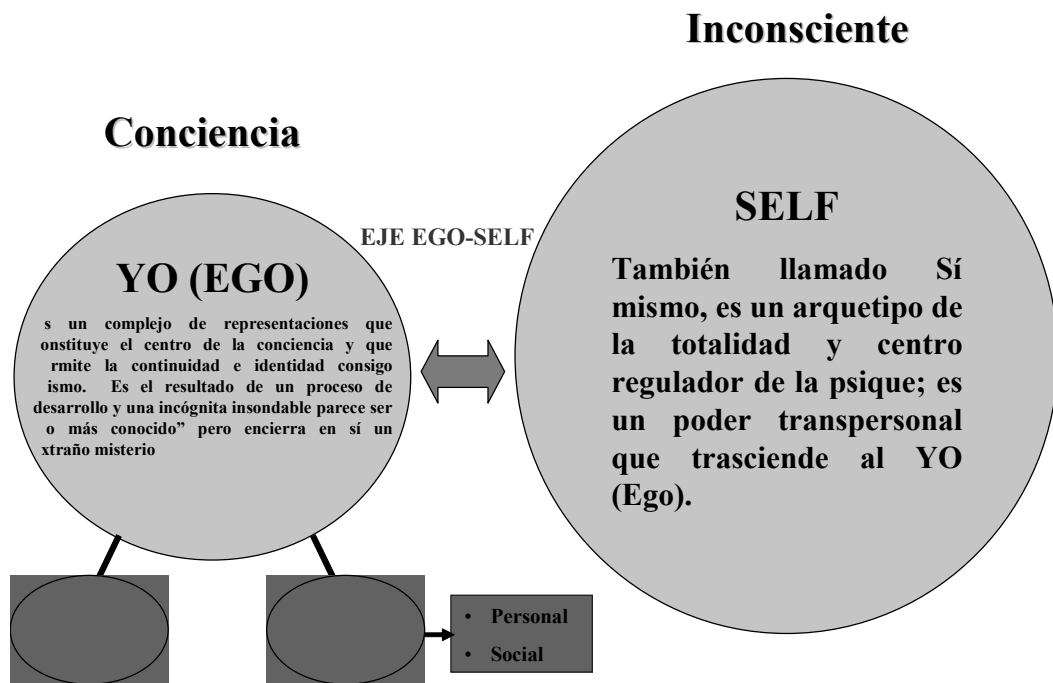 Inconsciente
Conciencia
EJE EGO-SELF
YO (EGO)
s un complejo de representaciones que
onstituye el centro de la conciencia y que
rmite la continuidad e identidad consigo
ismo. Es el resultado de un proceso de
desarrollo y una incógnita insondable parece ser
o más conocido” pero encierra en sí un
xtraño misterio
SELF
También llamado Sí
mismo, es un arquetipo de
la totalidad y centro
regulador de la psique; es
un poder transpersonal
que trasciende al YO
(Ego).
• Personal
• Social